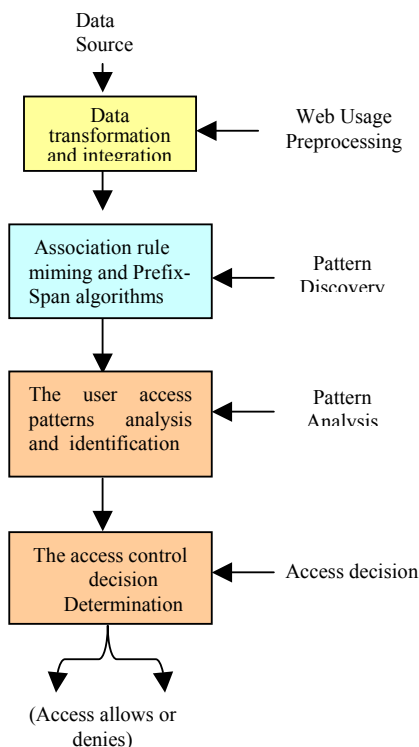 Data
Source
Data
transformation
and integration
Web Usage
Preprocessing
Association rule
miming and Prefix-
Span algorithms
Pattern
Discovery
The user access
patterns analysis
and identification
Pattern
Analysis
The access control
decision
Determination
Access decision
(Access allows or
denies)